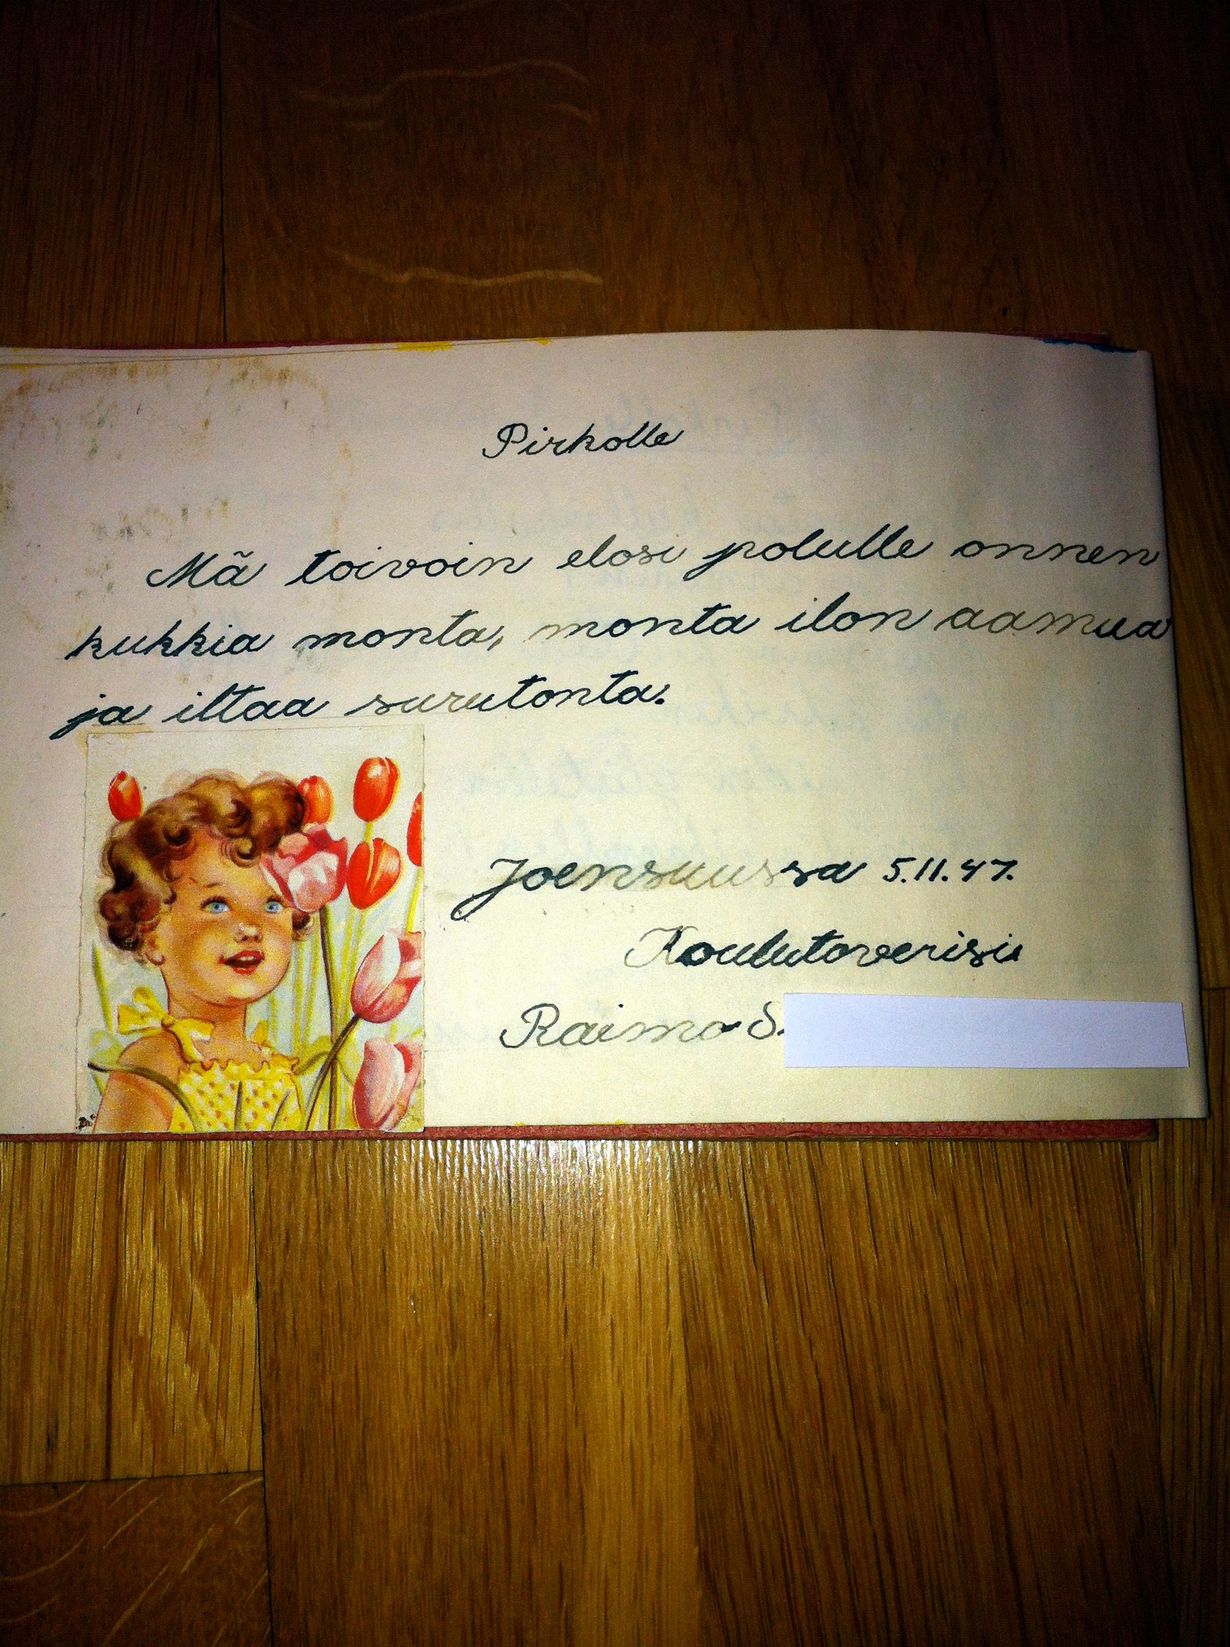 Pirkolle
Mä toivoin elosi polulle onnen
kukkia monta, monta ilon aamua
ja iltaa surutonta.
Joensuussa 5.11.47.
Koulutoverisi
Raimo S.